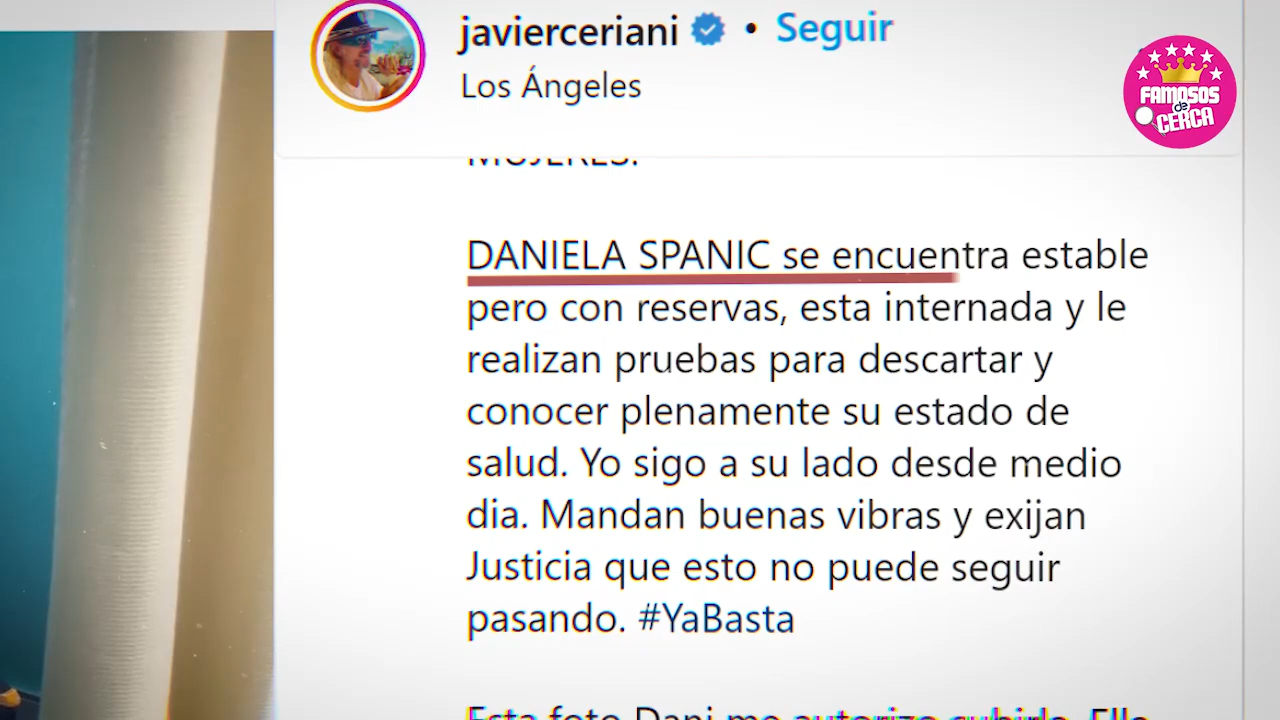 javierceriani • Seguir
Los Ángeles
FAMOSOS
de
CERCA
MUJERES.
DANIELA SPANIC se encuentra estable
pero con reservas, esta internada y le
realizan pruebas para descartar y
conocer plenamente su estado de
salud. Yo sigo a su lado desde medio
dia. Mandan buenas vibras y exijan
Justicia que esto no puede seguir
pasando. #YaBasta
Esta foto Dani me autorizo subirla. Ella